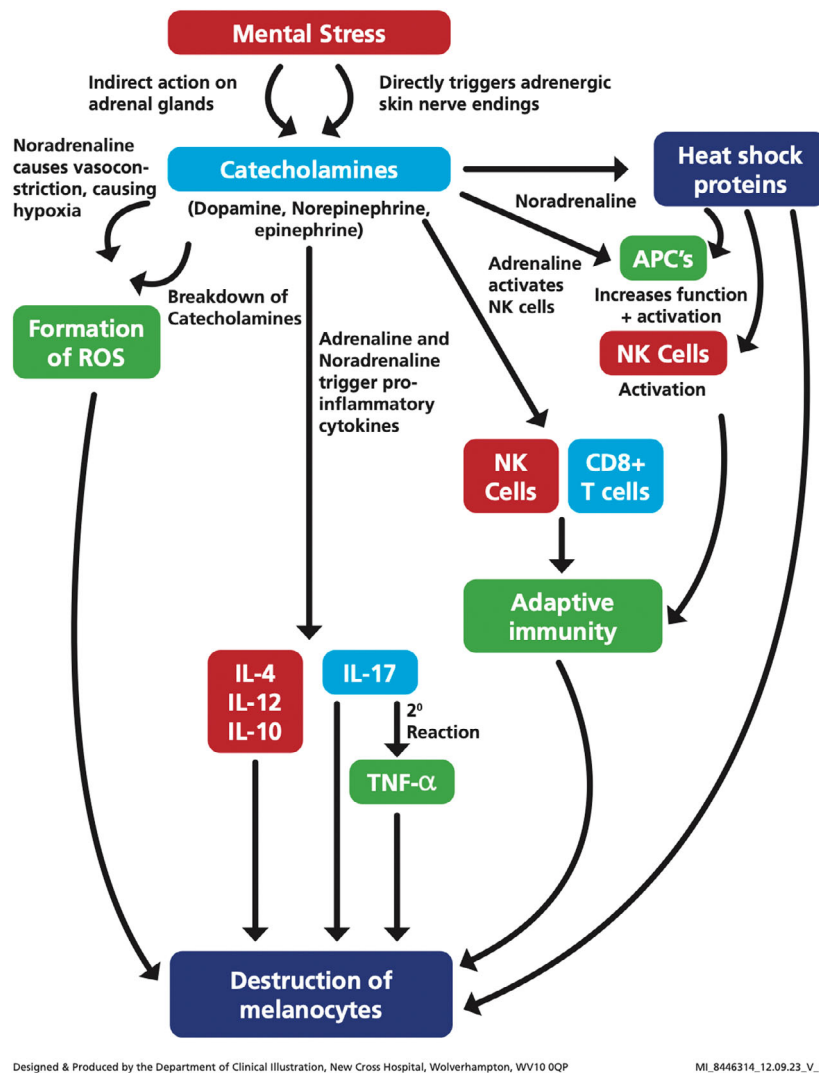 Mental Stress
Indirect action on
adrenal glands
Directly triggers adrenergic
skin nerve endings
Noradrenaline
causes vasocon-
striction, causing
hypoxia
Catecholamines
(Dopamine, Norepinephrine,
epinephrine)
Heat shock
proteins
Noradrenaline
APC's
Increases function
+ activation
Adrenaline
activates
NK cells
Breakdown of
Catecholamines
Formation
of ROS
NK Cells
Activation
Adrenaline and
Noradrenaline
trigger pro-
inflammatory
cytokines
NK
Cells
CD8+
T cells
Adaptive
immunity
IL-4
IL-12
IL-10
IL-17
2⁰
Reaction
TNF-α
Destruction of
melanocytes
Designed & Produced by the Department of Clinical Illustration, New Cross Hospital, Wolverhampton, WV10 0QP
MI_8446314_12.09.23_V_